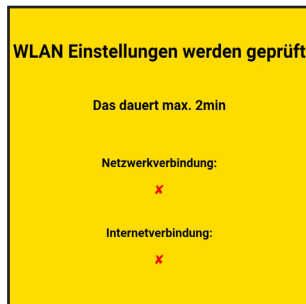 WLAN Einstellungen werden geprüft
Das dauert max. 2min
Netzwerkverbindung:
✘
Internetverbindung:
✘